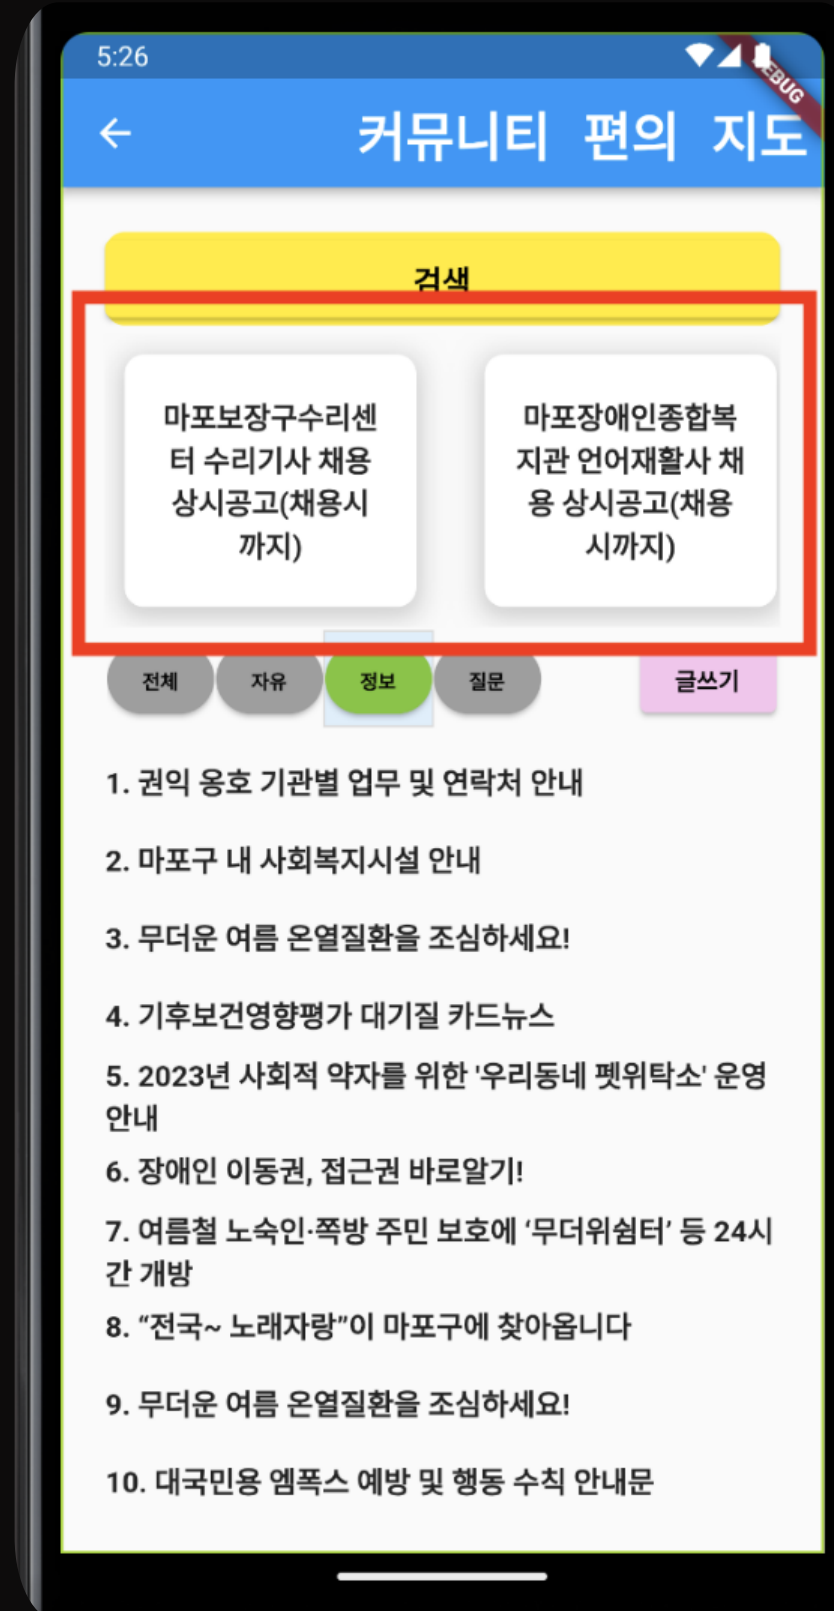 5:26
DEBUG
커뮤니티 편의 지도
검색
마포보장구수리센
터 수리기사 채용
상시공고(채용시
까지)
마포장애인종합복
지관 언어재활사 채
용 상시공고(채용
시까지)
전체 자유 정보 질문 글쓰기
1. 권익 옹호 기관별 업무 및 연락처 안내
2. 마포구 내 사회복지시설 안내
3. 무더운 여름 온열질환을 조심하세요!
4. 기후보건영향평가 대기질 카드뉴스
5. 2023년 사회적 약자를 위한 '우리동네 펫위탁소' 운영
안내
6. 장애인 이동권, 접근권 바로알기!
7. 여름철 노숙인·쪽방 주민 보호에 ‘무더위쉼터’ 등 24시
간 개방
8. “전국~ 노래자랑”이 마포구에 찾아옵니다
9. 무더운 여름 온열질환을 조심하세요!
10. 대국민용 엠폭스 예방 및 행동 수칙 안내문